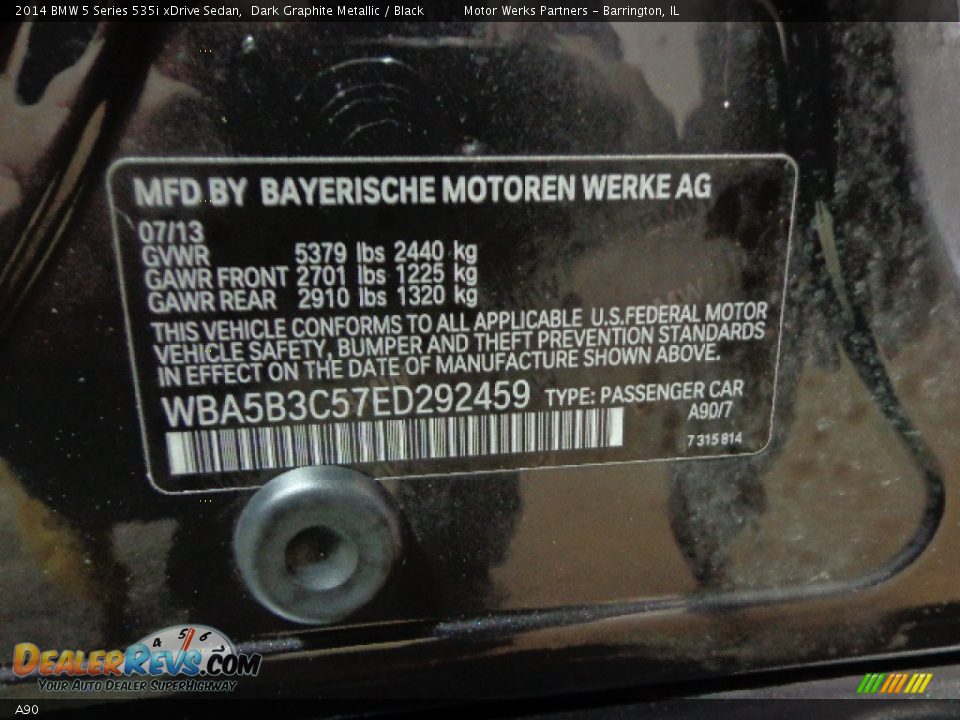 2014 BMW 5 Series 535i xDrive Sedan, Dark Graphite Metallic / Black Motor Werks Partners - Barrington, IL
MFD BY BAYERISCHE MOTOREN WERKE AG
07/13
GVWR 5379 lbs 2440 kg
GAWR FRONT 2701 lbs 1225 kg
GAWR REAR 2910 lbs 1320 kg
THIS VEHICLE CONFORMS TO ALL APPLICABLE U.S.FEDERAL MOTOR
VEHICLE SAFETY, BUMPER AND THEFT PREVENTION STANDARDS
IN EFFECT ON THE DATE OF MANUFACTURE SHOWN ABOVE.
WBA5B3C57ED292459 TYPE: PASSENGER CAR
A90/7
7 315 814
4 5 6
DEALERREVS.COM
YOUR AUTO DEALER SUPERHIGHWAY
A90